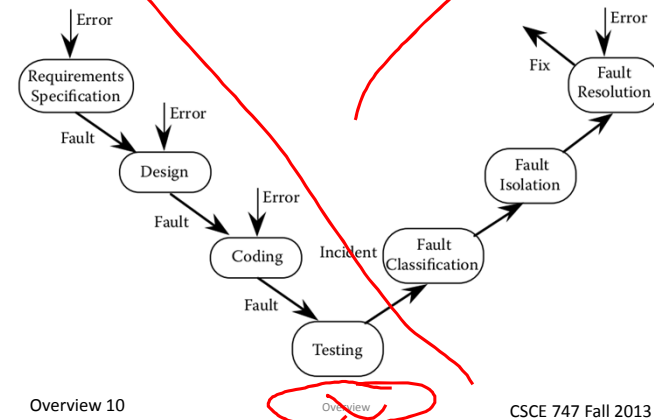 Error
Requirements
Specification
Fault
Error
Design
Fault
Error
Coding
Fault
Testing
Incident
Fault
Classification
Fault
Isolation
Fix
Error
Fault
Resolution
Overview 10
Overview
CSCE 747 Fall 2013